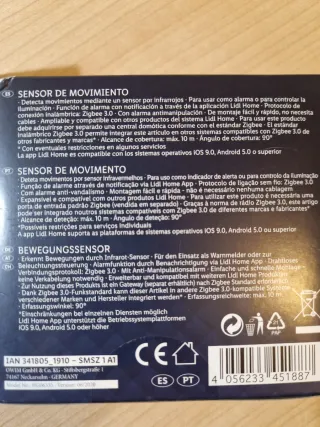 ES
SENSOR DE MOVIMIENTO
· Detecta movimientos mediante un sensor por infrarrojos · Para usar como alarma o para controlar la
iluminación · Función de alarma con notificación a través de la aplicación Lidl Home · Protocolo de
conexión inalámbrica: Zigbee 3.0 · Con alarma antimanipulación · De montaje fácil y rápido, no necesita
cables · Ampliable y compatible con otros productos del sistema Lidl Home · Para usar este producto
debe adquirirse por separado una central domótica conforme con el estándar Zigbee · El estándar
inalámbrico Zigbee 3.0 permite integrar este artículo en otros sistemas compatibles con Zigbee 3.0 de
otros fabricantes y marcas* · Alcance de cobertura: máx. 10 m · Ángulo de cobertura: 90°
*Son eventuales restricciones en algunos servicios
La app Lidl Home es compatible con los sistemas operativos iOS 9.0, Android 5.0 o superior
PT
SENSOR DE MOVIMENTO
· Deteta movimentos por sensor infravermelhos · Para uso como indicador de alerta ou controlo da iluminação
· Função de alarme através de notificação via Lidl Home App · Protocolo de ligação sem fio: Zigbee 3.0
· Com alarme anti-vandalismo · Montagem fácil e rápida · não é necessário nenhuma cablagem
· Expansível e compatível com outros produtos Lidl Home · Para utilizar este produto é necessário uma
porta de entrada padrão Zigbee (vendida em separado) · Graças à norma de rádio Zigbee 3.0, este artigo
pode ser integrado noutros sistemas compatíveis com Zigbee 3.0 de diferentes marcas e fabricantes*
· Alcance de deteção: máx. 10 m · Ângulo de deteção: 90°
*Possíveis restrições para serviços individuais
A app Lidl Home suporta as plataformas de sistemas operativos iOS 9.0, Android 5.0 ou superior
BEWEGUNGSSENSOR
· Erkennt Bewegungen durch Infrarot-Sensor · Für den Einsatz als Warnmelder oder zur
Beleuchtungssteuerung · Alarmfunktion durch Benachrichtigung via Lidl Home App · Drahtloses
Verbindungsprotokoll: Zigbee 3.0 · Mit Anti-Manipulationsalarm · Einfache und schnelle Montage
keine Verkabelung notwendig · Erweiterbar und kompatibel mit weiteren Lidl Home Produkten
· Zur Nutzung dieses Produkts ist ein Gateway (separat erhältlich) nach Zigbee Standard erforderlich
· Dank Zigbee 3.0-Funkstandard kann dieser Artikel in andere Zigbee 3.0-kompatible Systeme
verschiedener Marken und Hersteller integriert werden* · Erfassungsreichweite: max. 10 m
· Erfassungswinkel: 90°
*Einschränkungen bei einzelnen Diensten möglich
Lidl Home App unterstützt die Betriebssystemplattformen
iOS 9.0, Android 5.0 oder höher
PAP
IAN 341805_1910 – SMSZ 1 A1
OWIM GmbH & Co. KG · Stiftsbergstraße 1
74167 Neckarsulm · GERMANY
CE
ES
PT
4 056233 451887